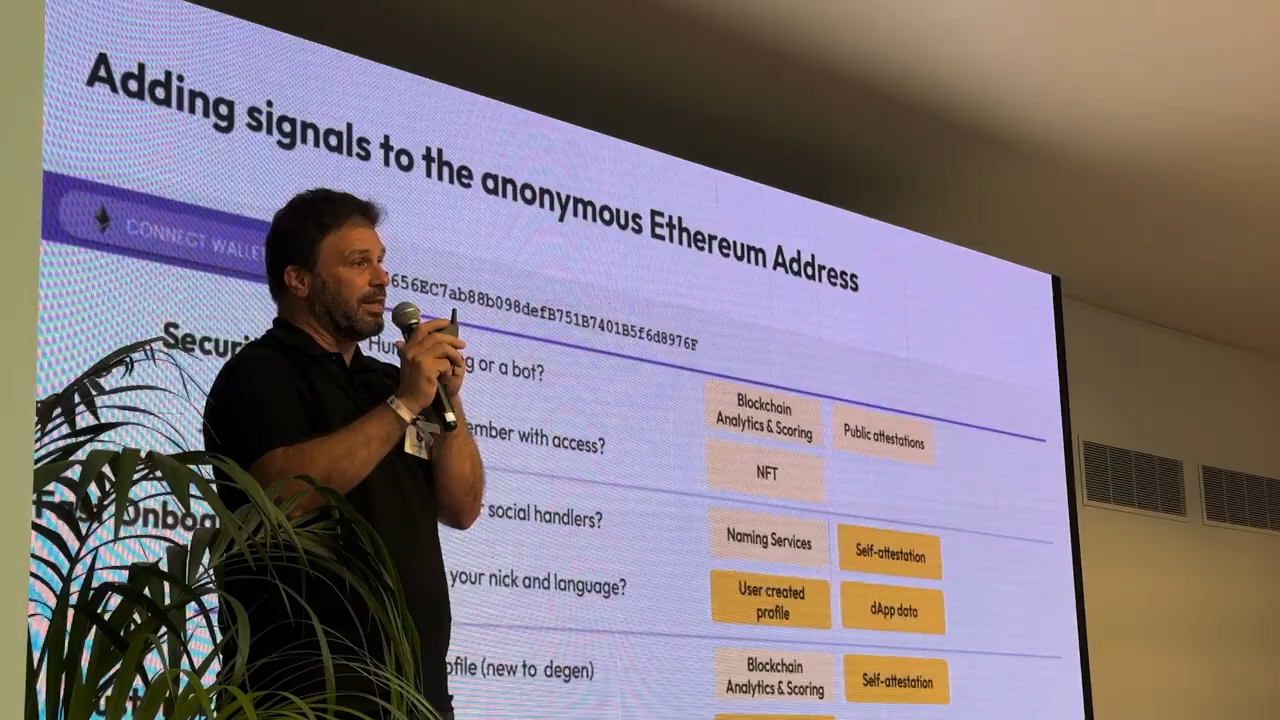 Adding signals to the anonymous Ethereum Address
CONNECT WALLE
656EC7ab88b098defB751B7401B5f6d8976F
Securi
Hu
g or a bot?
Blockchain
Analytics & Scoring
Public attestations
ember with access?
NFT
Onboa
social handlers?
Naming Services
Self-attestation
your nick and language?
User created
profile
dApp data
ofile (new to degen)
Blockchain
Analytics & Scoring
Self-attestation